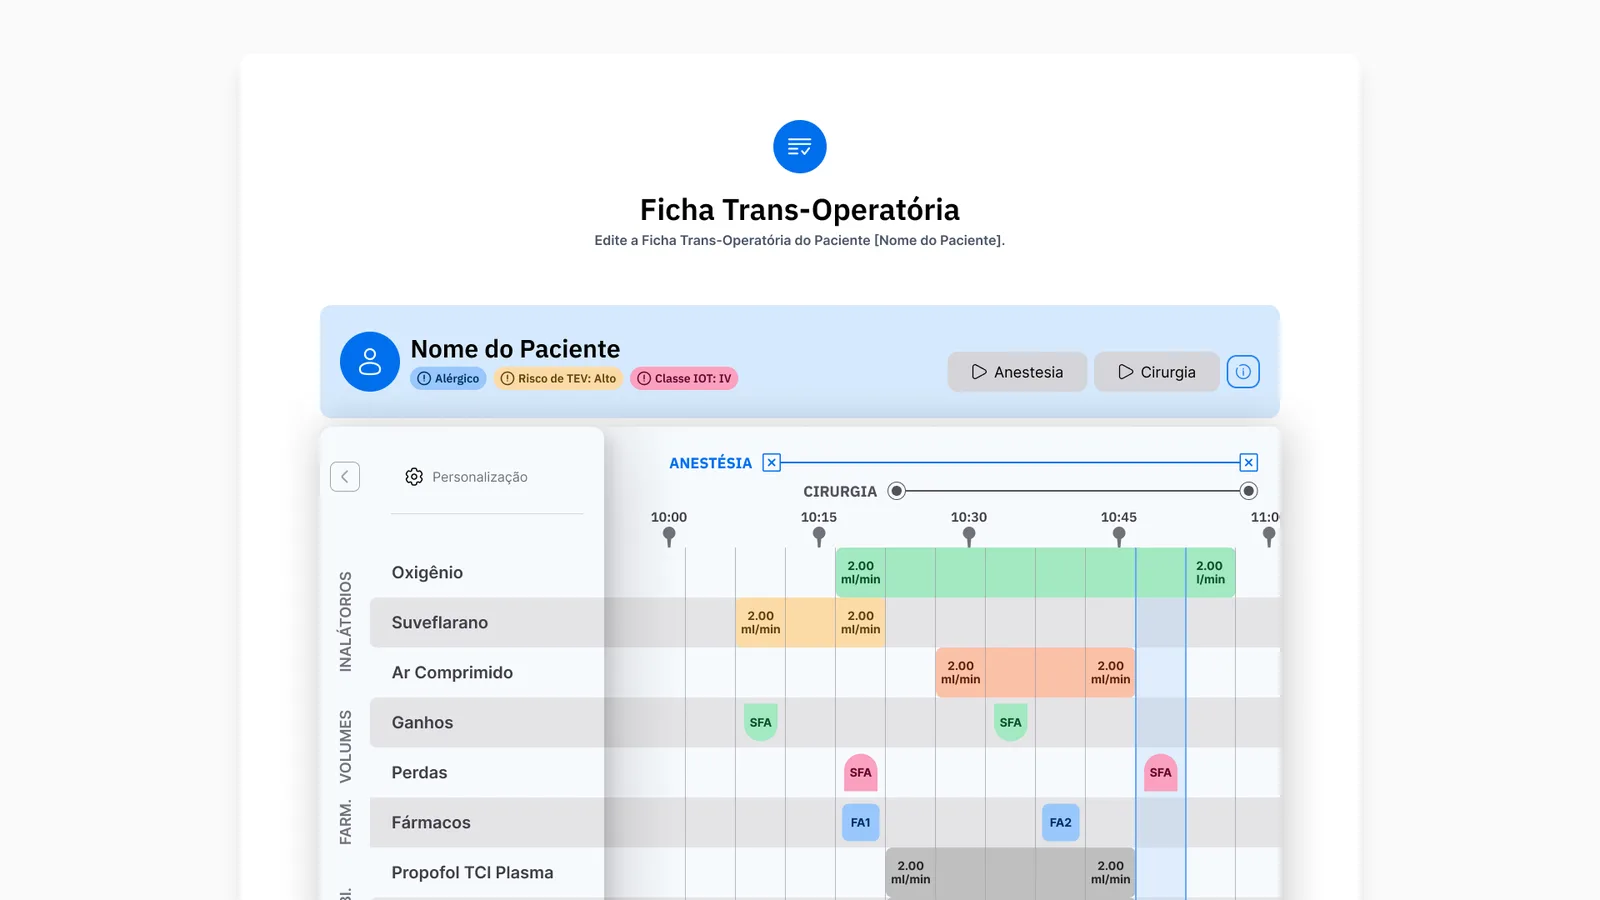 Ficha Trans-Operatória
Edite a Ficha Trans-Operatória do Paciente [Nome do Paciente].
Nome do Paciente
Alérgico
Risco de TEV: Alto
Classe IOT: IV
Anestesia
Cirurgia
Personalização
ANESTÉSIA
CIRURGIA
10:00 10:15 10:30 10:45 11:0
INALÁTORIOS
Oxigênio
2.00 ml/min
2.00 l/min
Suveflarano
2.00 ml/min
2.00 ml/min
Ar Comprimido
2.00 ml/min
2.00 ml/min
VOLUMES
Ganhos
SFA
SFA
Perdas
SFA
SFA
FARM.
Fármacos
FA1
FA2
Propofol TCI Plasma
2.00 ml/min
2.00 ml/min